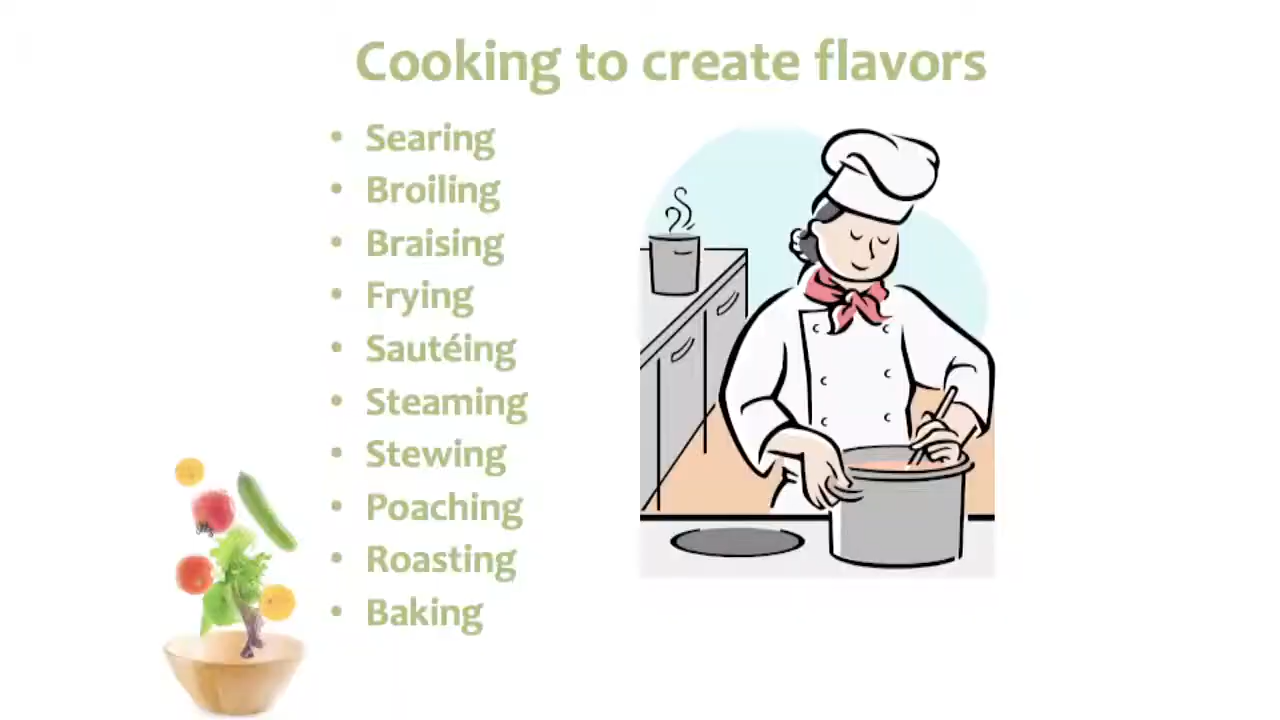 Cooking to create flavors
• Searing
• Broiling
• Braising
• Frying
• Sautéing
• Steaming
• Stewing
• Poaching
• Roasting
• Baking